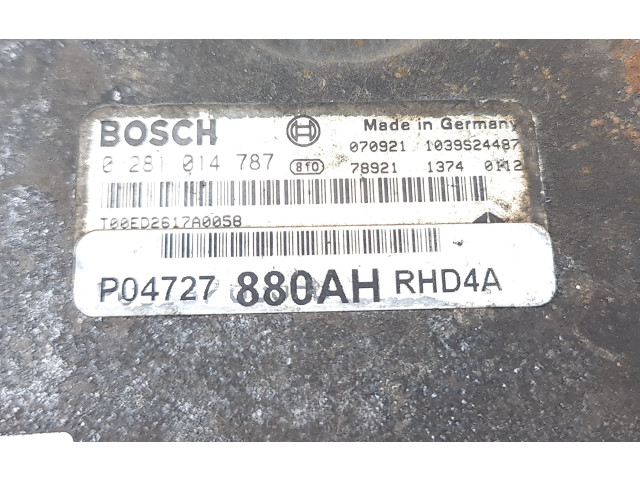 BOSCH Made in Germany
0 281 014 787 810 070921 1039S24487
78921 1374 0112
T00ED2617A0058
P04727 880AH RHD4A